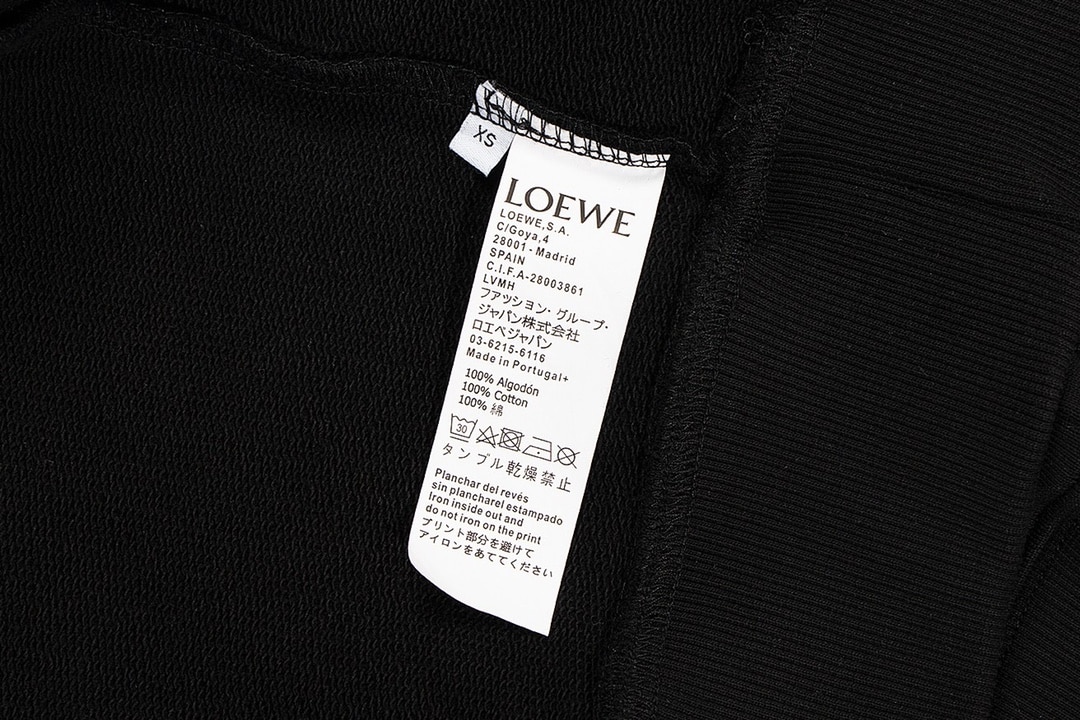 XS
LOEWE
LOEWE,S.A.
C/Goya,4
28001 - Madrid
SPAIN
C.I.F.A-28003861
LVMH
ファッション・グループ・
ジャパン株式会社
ロエベジャパン
03-6215-6116
Made in Portugal+
100% Algodón
100% Cotton
100% 綿
30
タンブル乾燥禁止
Planchar del revés
sin plancharel estampado
Iron inside out and
do not iron on the print
プリント部分を避けて
アイロンをあててください